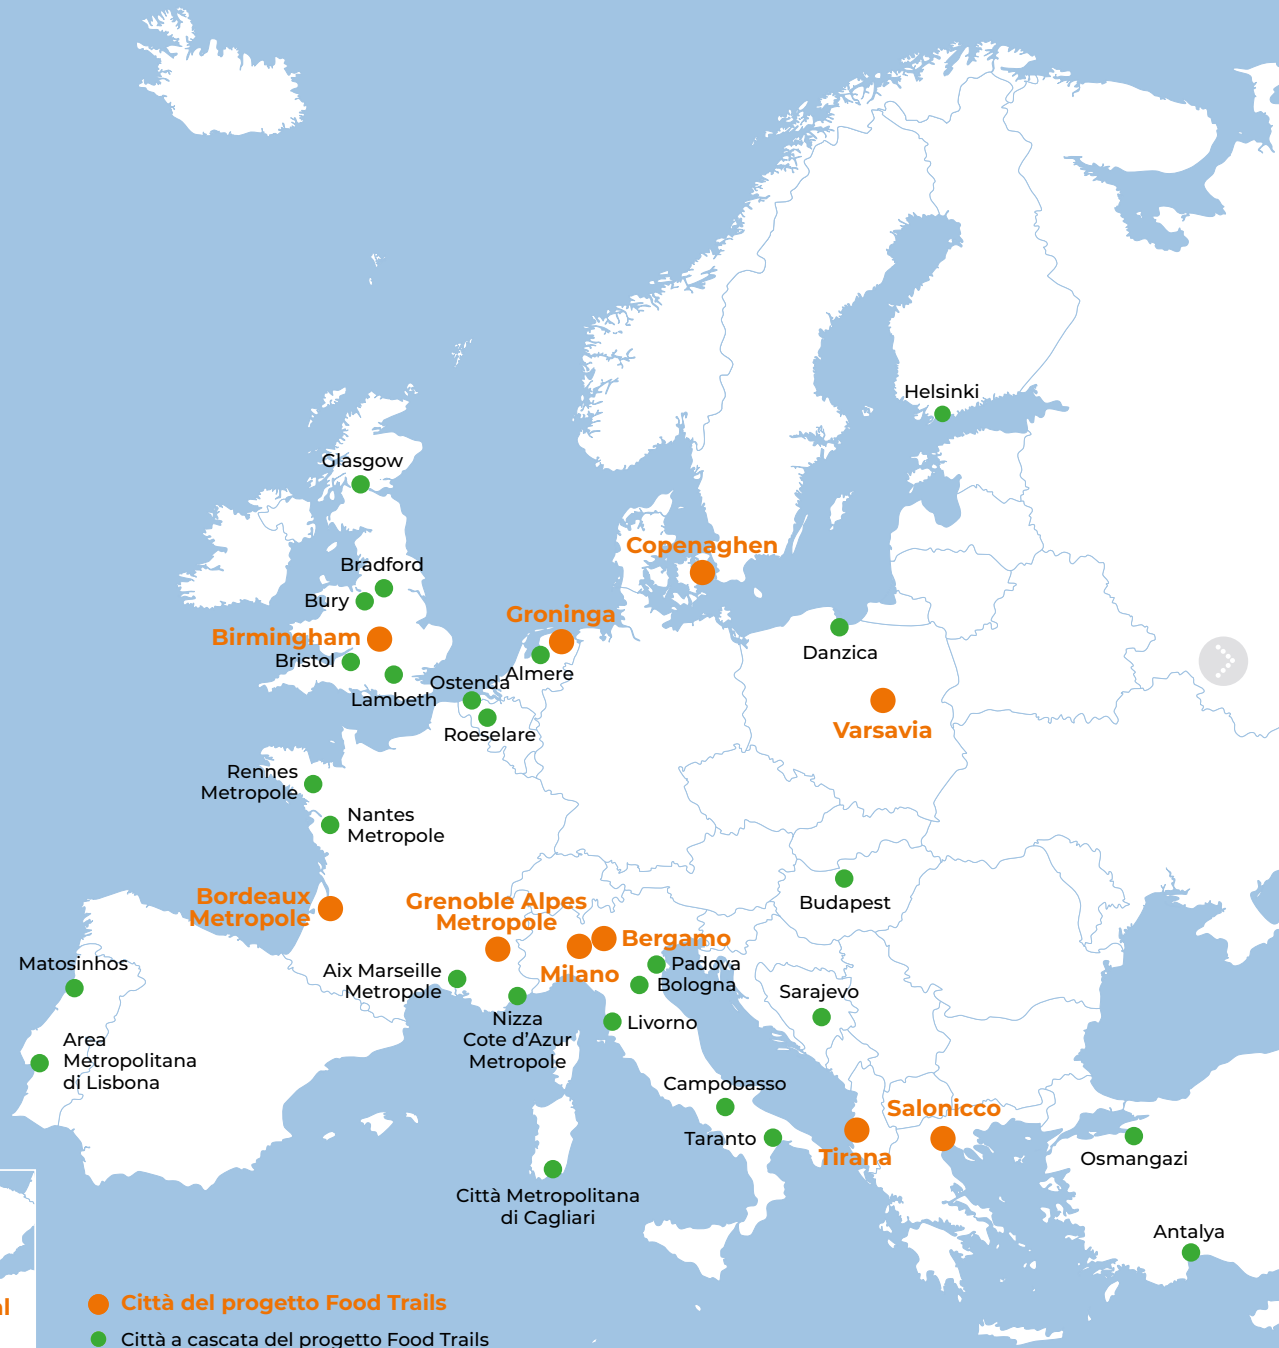 Helsinki
Glasgow
Copenaghen
Bradford
Bury
Groninga
Birmingham
Danzica
Bristol
Almere
Ostenda
Lambeth
Varsavia
Roeselare
Rennes
Metropole
Nantes
Metropole
Bordeaux
Metropole
Grenoble Alpes
Metropole
Budapest
Bergamo
Matosinhos
Aix Marseille
Metropole
Milano
Padova
Bologna
Sarajevo
Nizza
Cote d'Azur
Metropole
Livorno
Area
Metropolitana
di Lisbona
Campobasso
Salonicco
Taranto
Tirana
Osmangazi
Città Metropolitana
di Cagliari
Antalya
Città del progetto Food Trails
Città a cascata del progetto Food Trails